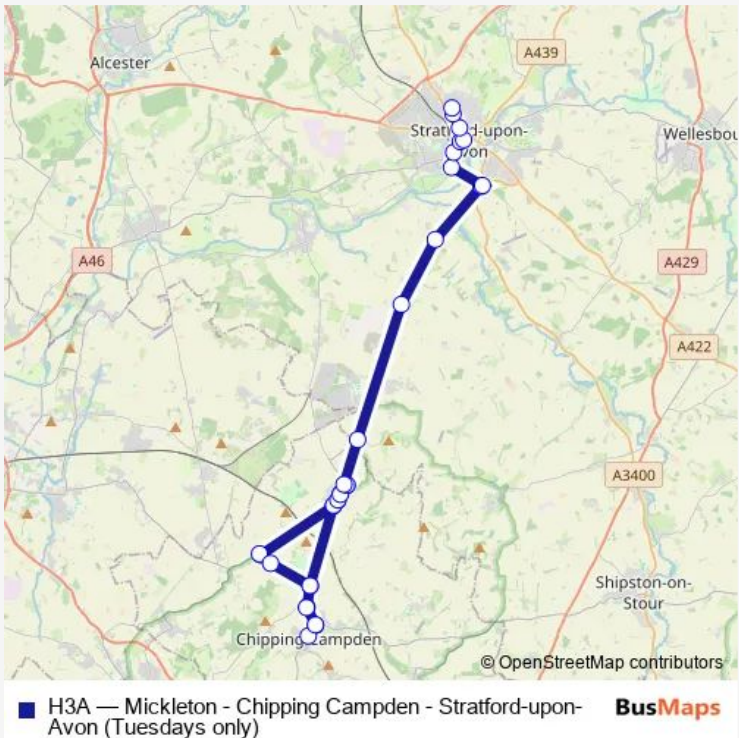 A439
Alcester
Stratford-upon-
Avon
Wellesbou
A46
A429
A422
A3400
Shipston-on-
Stour
Chipping Campden
© OpenStreetMap contributors
H3A — Mickleton - Chipping Campden - Stratford-upon-
Avon (Tuesdays only)
BusMaps